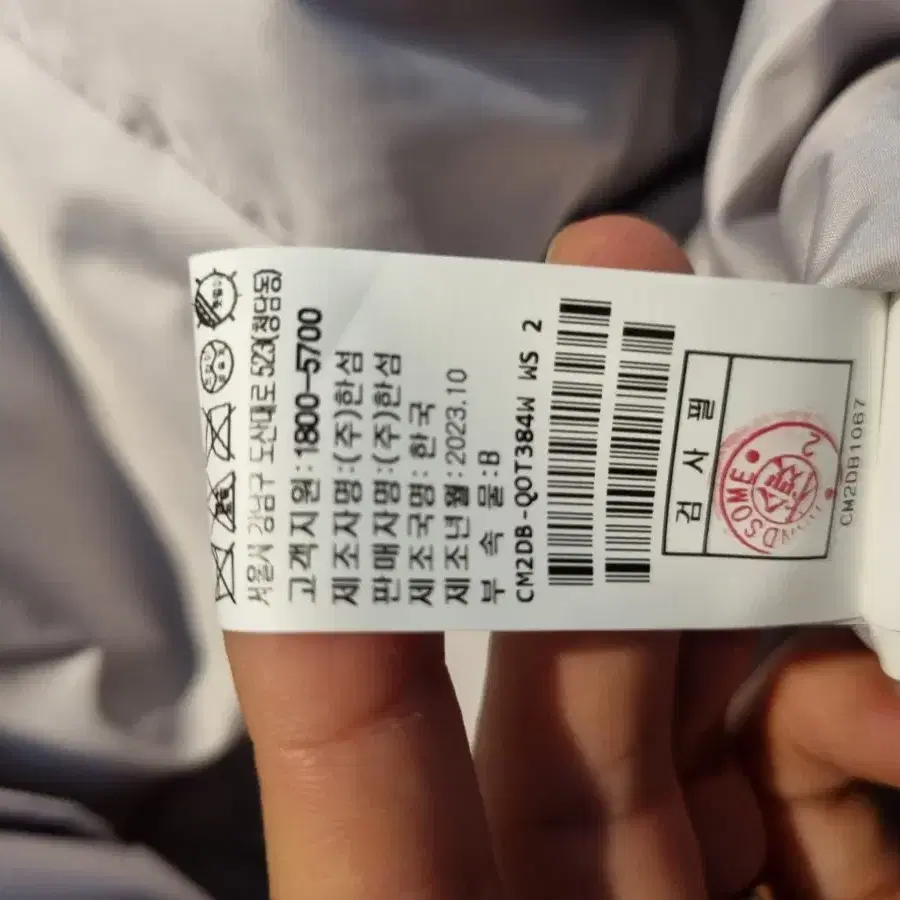 서울시 강남구 도산대로 523(청담동)
고객지원 : 1800-5700
제조자명 : (주)한섬
판매자명 : (주)한섬
제조국명 : 한국
제조년월 : 2023.10
부 속 물 : B
CM2DB-QOT384W WS 2
검 사 필
2
CM2DB1067